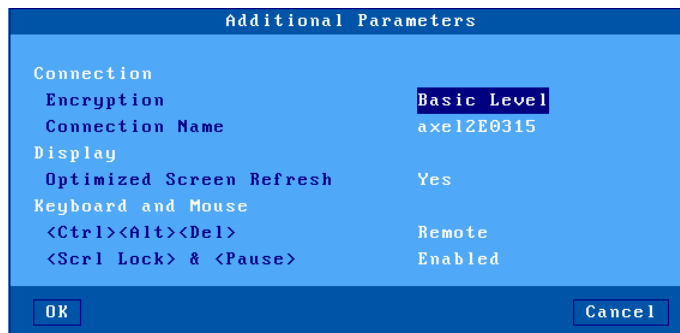 Additional Parameters
Connection
Encryption Basic Level
Connection Name axel2E0315
Display
Optimized Screen Refresh Yes
Keyboard and Mouse
<Ctrl><Alt><Del> Remote
<Scrl Lock> & <Pause> Enabled
OK Cancel